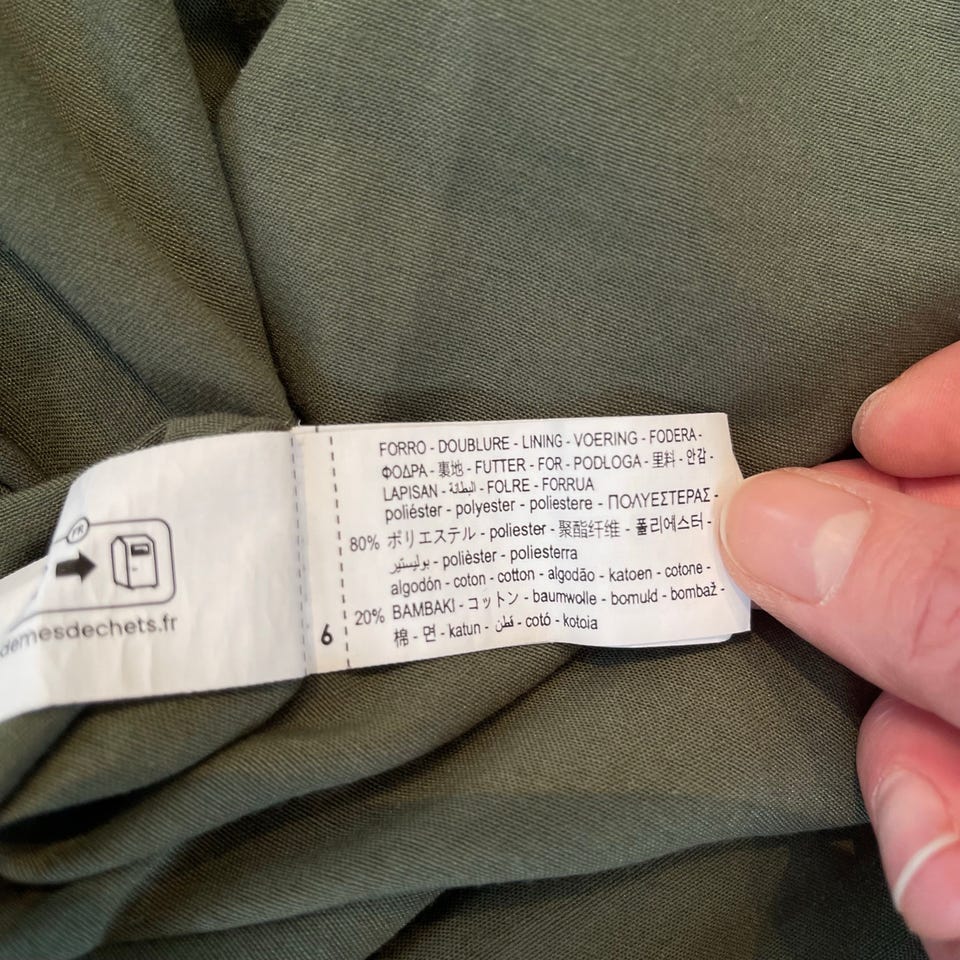 FORRO - DOUBLURE - LINING - VOERING - FODERA -
ΦΟΔΡΑ - 裏地 - FUTTER - FOR - PODLOGA - 里料 - 안감 -
LAPISAN - البطانة - FOLRE - FORRUA
poliéster - polyester - poliestere - ΠΟΛΥΕΣΤΕΡΑΣ -
80% ポリエステル - poliester - 聚酯纤维 - 폴리에스터 -
بوليستير - polièster - poliesterra
algodón - coton - cotton - algodão - katoen - cotone -
20% BAMBAKI - コットン - baumwolle - bomuld - bombaž -
棉 - 면 - katun - قطن - cotó - kotoia
6
FR
demesdechets.fr